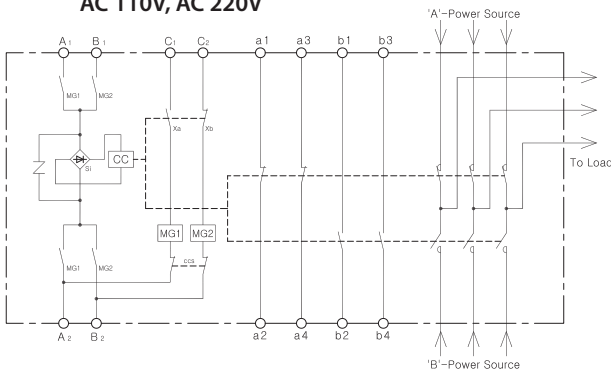 AC 110V, AC 220V
'A'-Power Source
A1 B1 C1 C2 a1 a3 b1 b3
MG1 MG2 Xa Xb
Si CC
To Load
MG1 MG2
MG1 MG2 ccs
A2 B2 a2 a4 b2 b4
'B'-Power Source